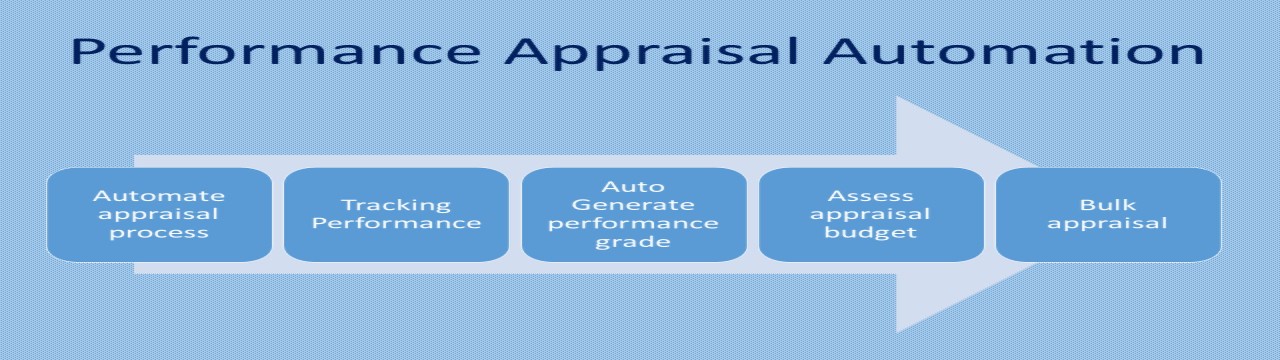 Performance Appraisal Automation
Automate
appraisal
process
Tracking
Performance
Auto
Generate
performance
grade
Assess
appraisal
budget
Bulk
appraisal